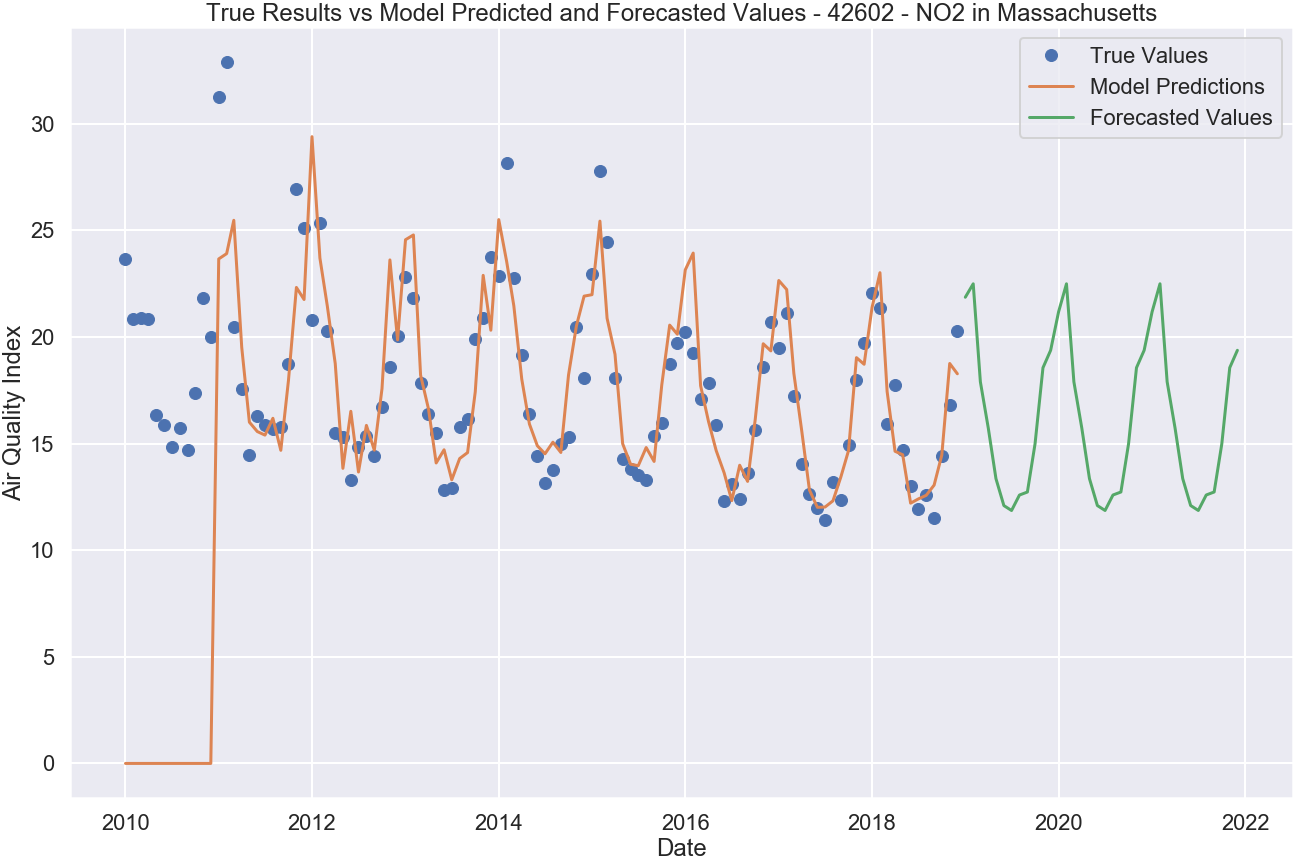 True Results vs Model Predicted and Forecasted Values - 42602 - NO2 in Massachusetts
True Values
Model Predictions
Forecasted Values
Air Quality Index
30
25
20
15
10
5
0
2010 2012 2014 2016 2018 2020 2022
Date